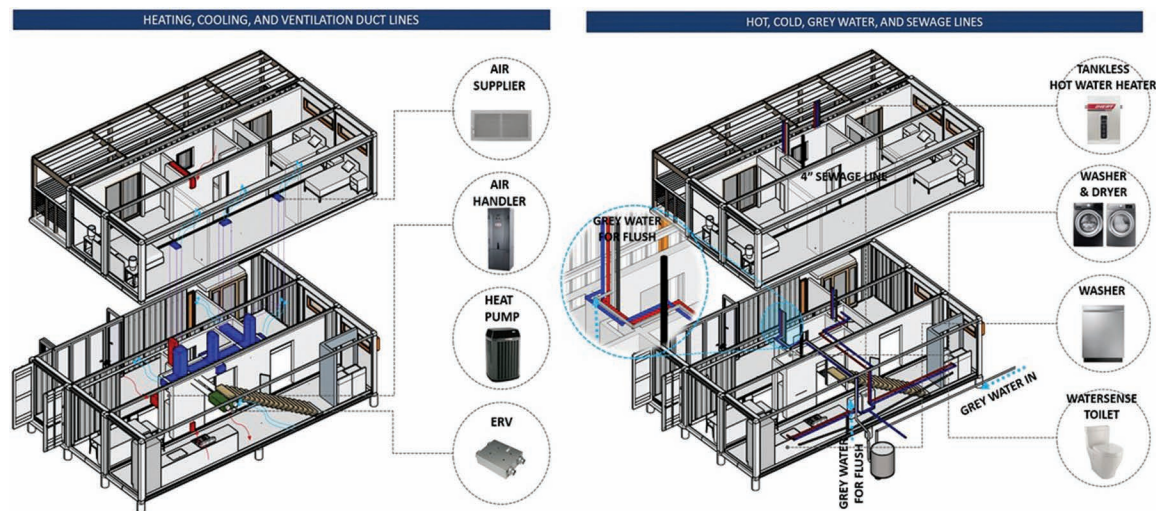 HEATING, COOLING, AND VENTILATION DUCT LINES
AIR
SUPPLIER
AIR
HANDLER
HEAT
PUMP
ERV
HOT, COLD, GREY WATER, AND SEWAGE LINES
TANKLESS
HOT WATER HEATER
4" SEWAGE LINE
WASHER
& DRYER
GREY WATER
FOR FLUSH
WASHER
GREY WATER IN
WATERSENSE
TOILET
GREY WATER
FOR FLUSH